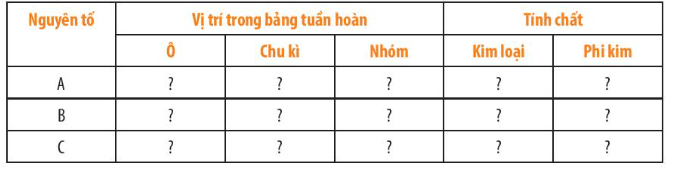 Nguyên tố Vị trí trong bảng tuần hoàn Tính chất
Ô Chu kì Nhóm Kim loại Phi kim
A ? ? ? ? ?
B ? ? ? ? ?
C ? ? ? ? ?